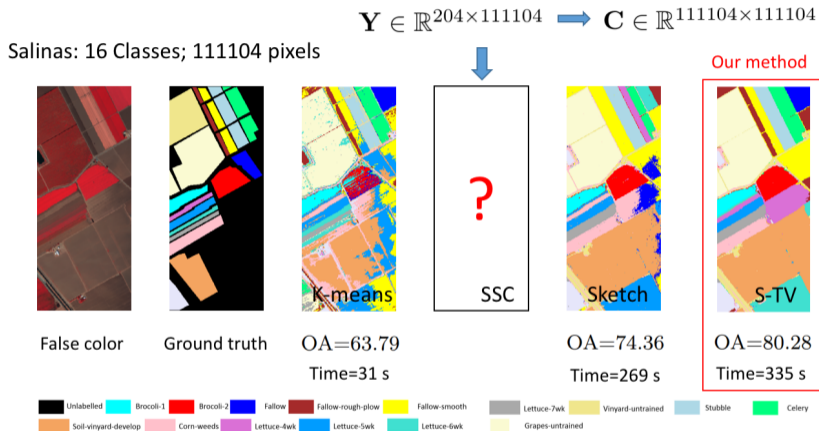 Y ∈ ℝ^{204×111104} C ∈ ℝ^{111104×111104}
Salinas: 16 Classes; 111104 pixels
Our method
?
K-means SSC Sketch S-TV
False color Ground truth OA=63.79 OA=74.36 OA=80.28
Time=31 s Time=269 s Time=335 s
Unlabelled Brocoli-1 Brocoli-2 Fallow Fallow-rough-plow Fallow-smooth Lettuce-7wk Vinyard-untrained Stubble Celery
Soil-vinyard-develop Corn-weeds Lettuce-4wk Lettuce-5wk Lettuce-6wk Grapes-untrained